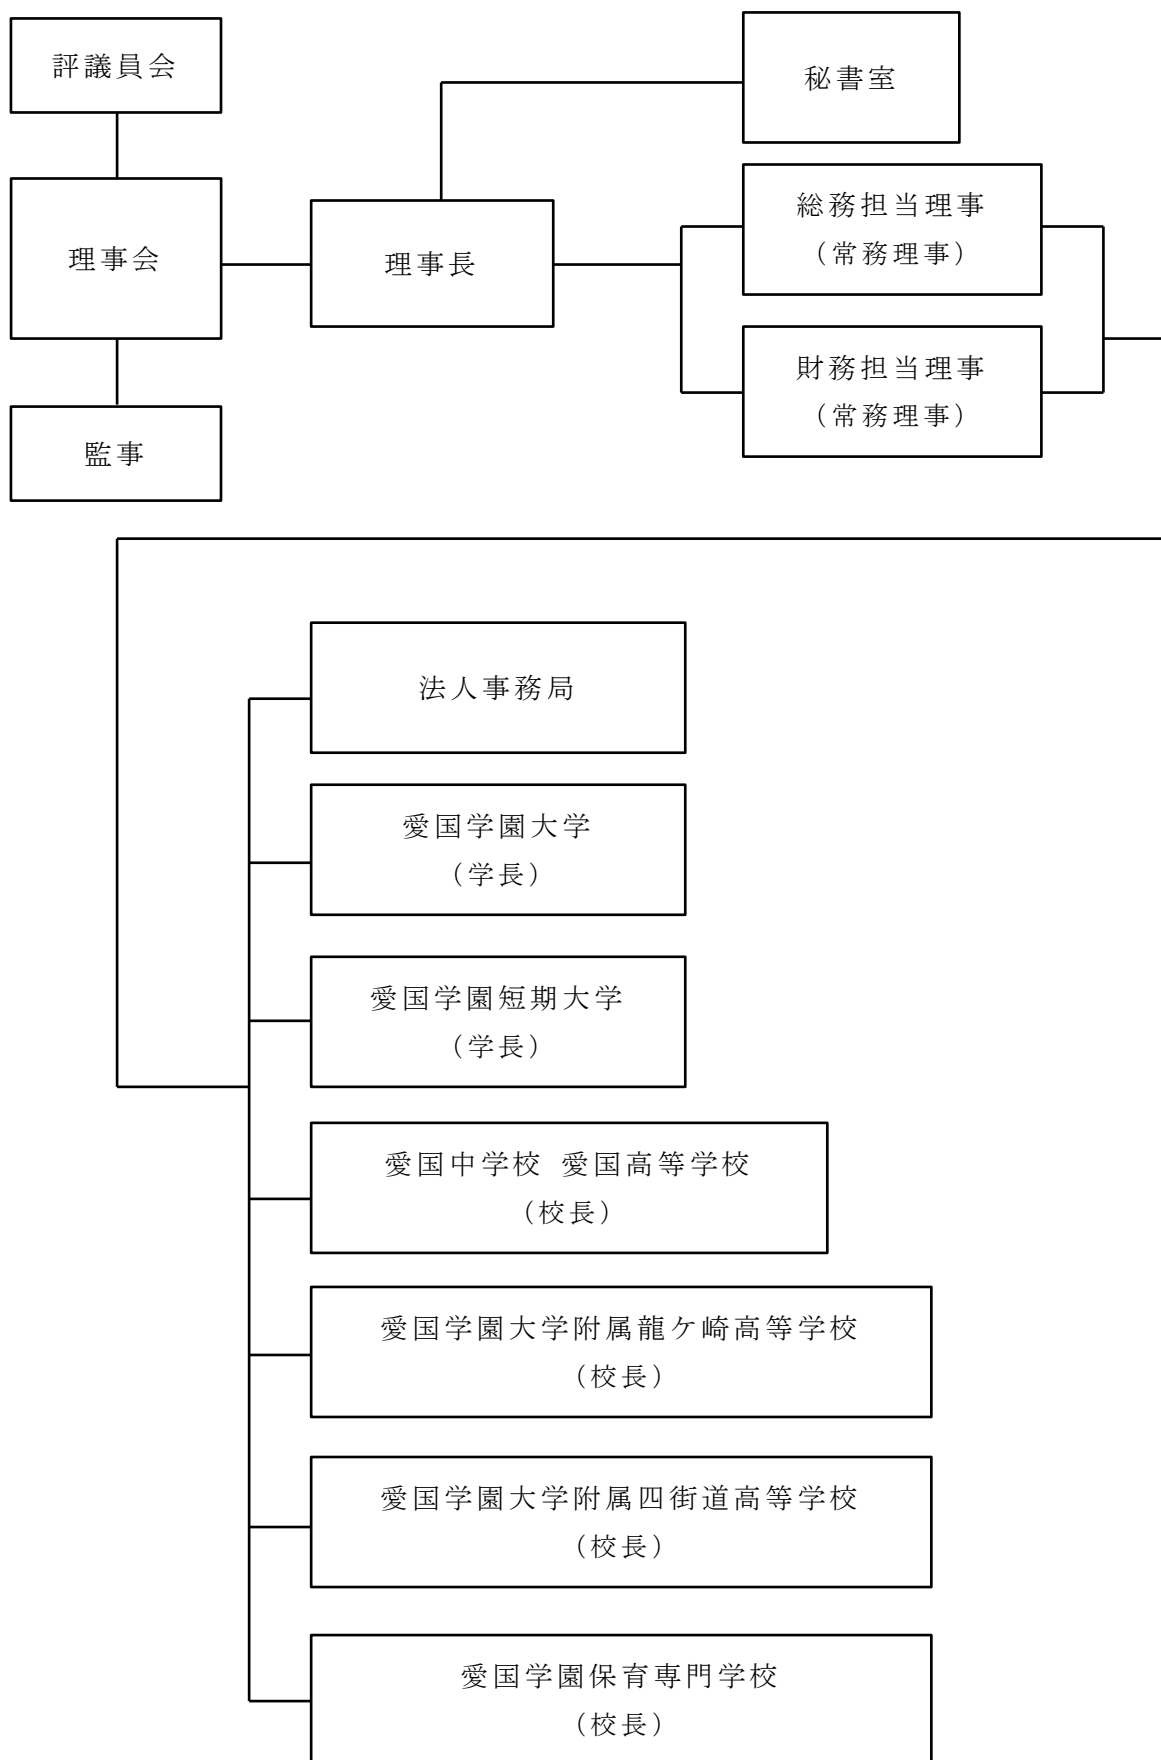 評議員会
秘書室
総務担当理事
(常務理事)
理事会
理事長
財務担当理事
(常務理事)
監事
法人事務局
愛国学園大学
(学長)
愛国学園短期大学
(学長)
愛国中学校 愛国高等学校
(校長)
愛国学園大学附属龍ケ崎高等学校
(校長)
愛国学園大学附属四街道高等学校
(校長)
愛国学園保育専門学校
(校長)